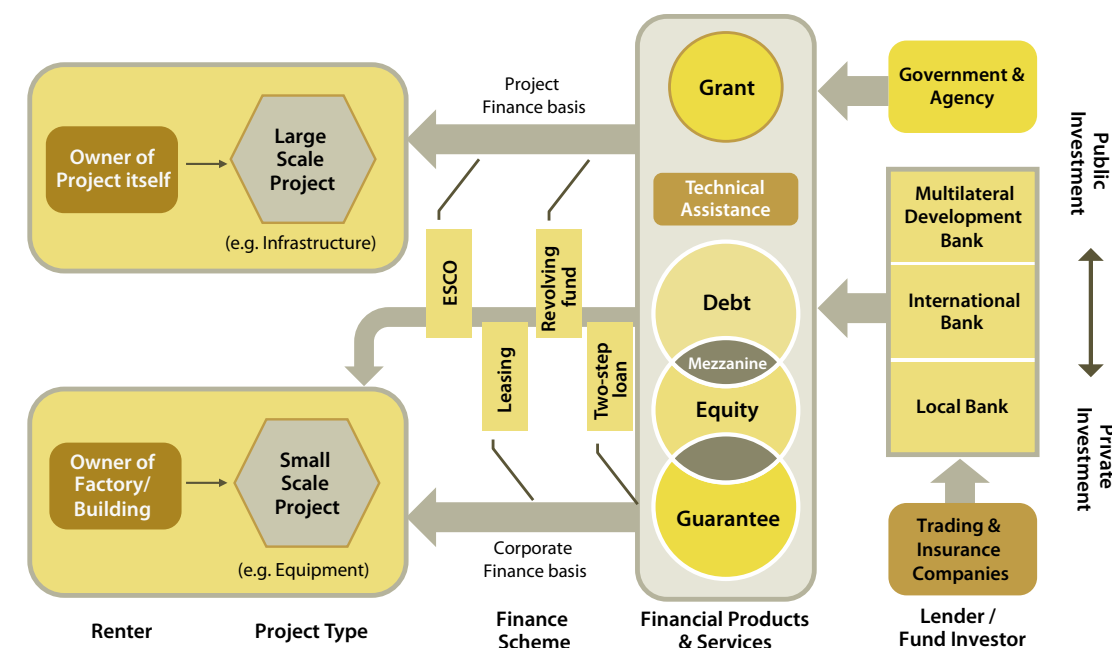 Project
Finance basis
Owner of
Project itself
Large
Scale
Project
(e.g. Infrastructure)
ESCO
Revolving
fund
Leasing
Two-step
loan
Grant
Technical
Assistance
Debt
Mezzanine
Equity
Guarantee
Government &
Agency
Multilateral
Development
Bank
International
Bank
Local Bank
Trading &
Insurance
Companies
Public
Investment
Private
Investment
Owner of
Factory/
Building
Small
Scale
Project
(e.g. Equipment)
Corporate
Finance basis
Renter
Project Type
Finance
Scheme
Financial Products
& Services
Lender /
Fund Investor